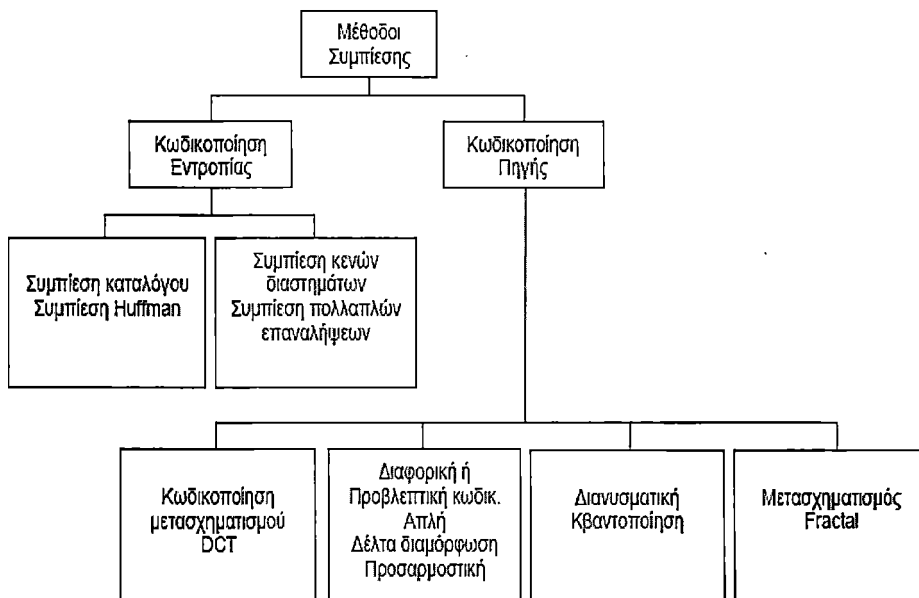 Μέθοδοι
Συμπίεσης
Κωδικοποίηση
Εντροπίας
Κωδικοποίηση
Πηγής
Συμπίεση καταλόγου
Συμπίεση Huffman
Συμπίεση κενών
διαστημάτων
Συμπίεση πολλαπλών
επαναλήψεων
Κωδικοποίηση
μετασχηματισμού
DCT
Διαφορική ή
Προβλεπτική κωδικ.
Απλή
Δέλτα διαμόρφωση
Προσαρμοστική
Διανυσματική
Κβαντοποίηση
Μετασχηματισμός
Fractal